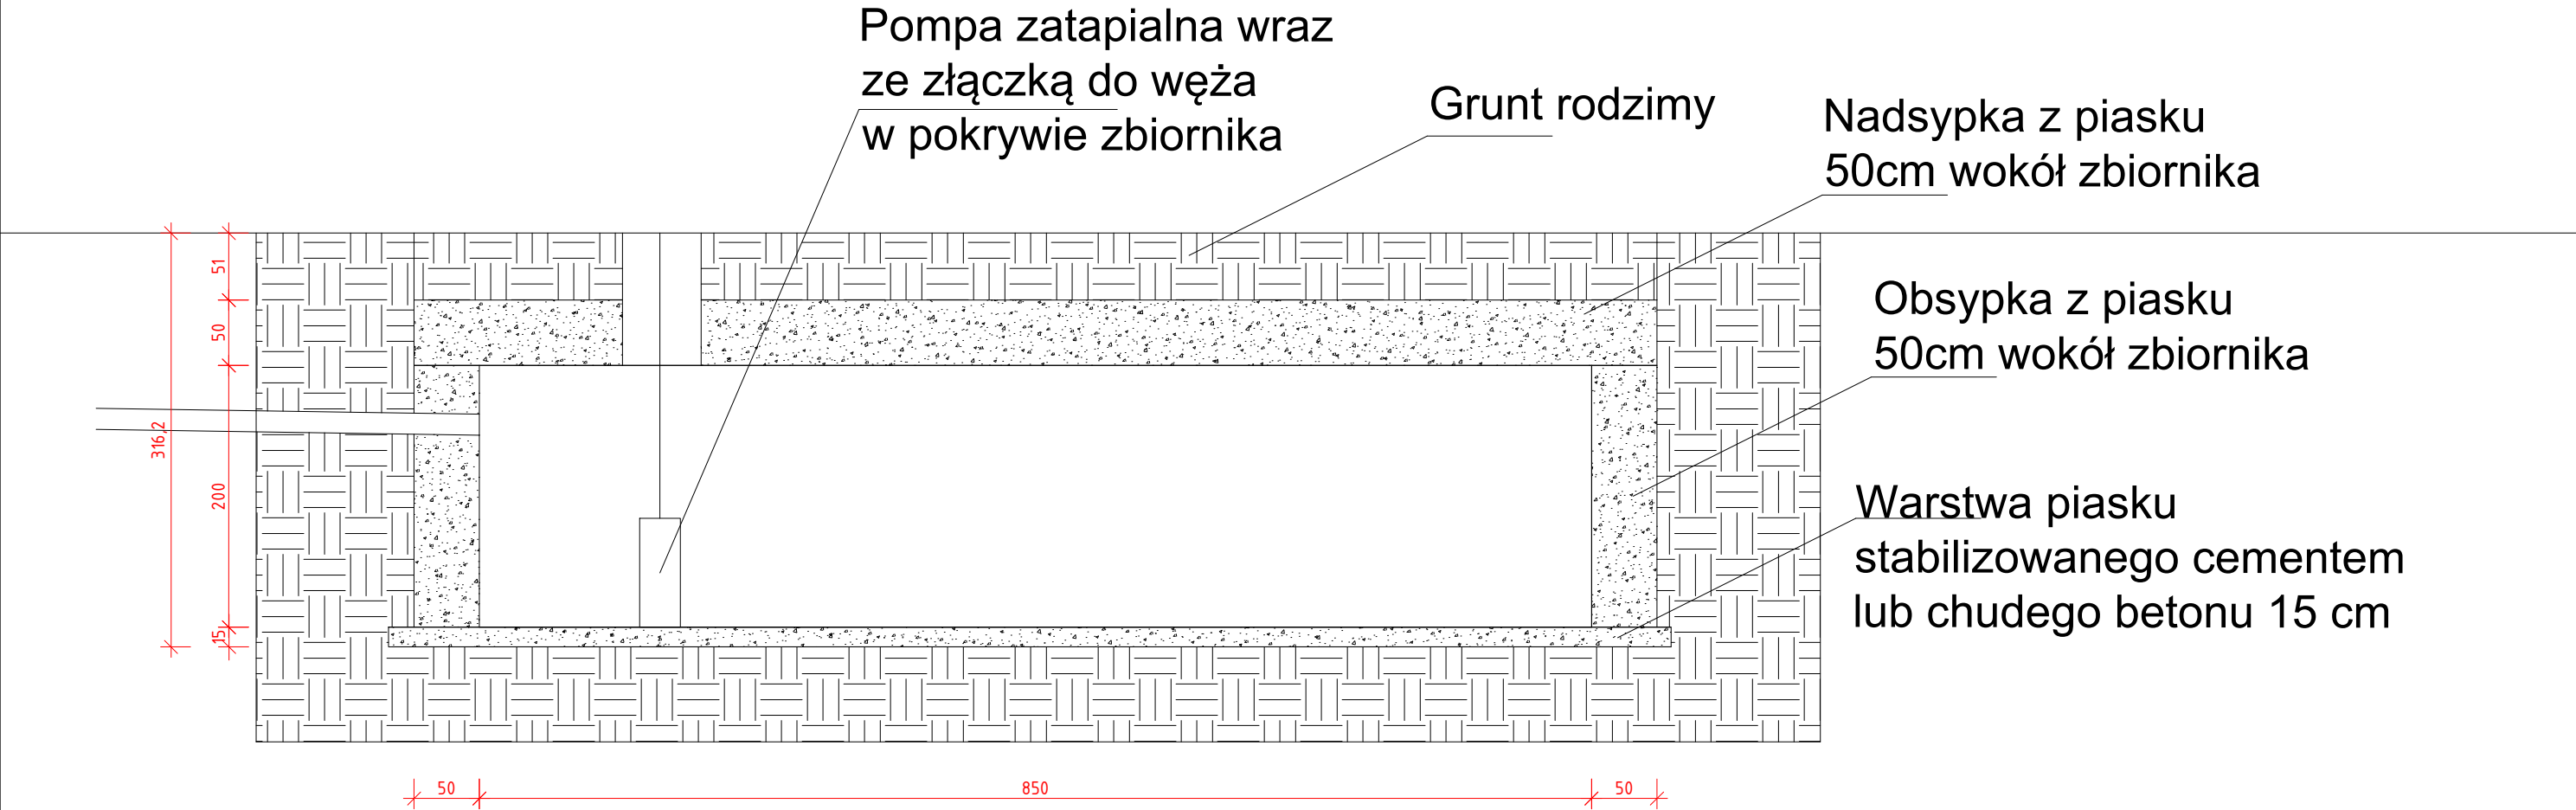 Pompa zatapialna wraz
ze złączką do węża
w pokrywie zbiornika
Grunt rodzimy
Nadsypka z piasku
50cm wokół zbiornika
Obsypka z piasku
50cm wokół zbiornika
Warstwa piasku
stabilizowanego cementem
lub chudego betonu 15 cm
51
50
316,2
200
15
50
850
50